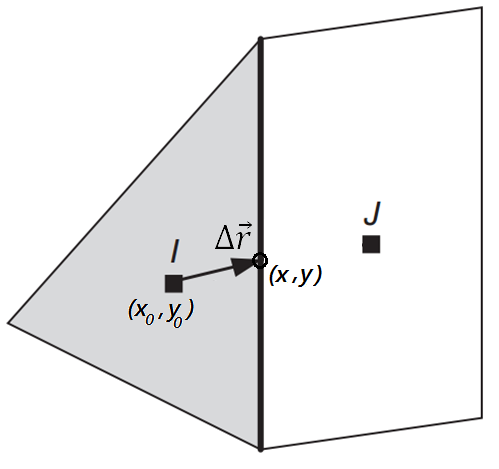 J
I
Δr⃗
(x,y)
(x₀,y₀)